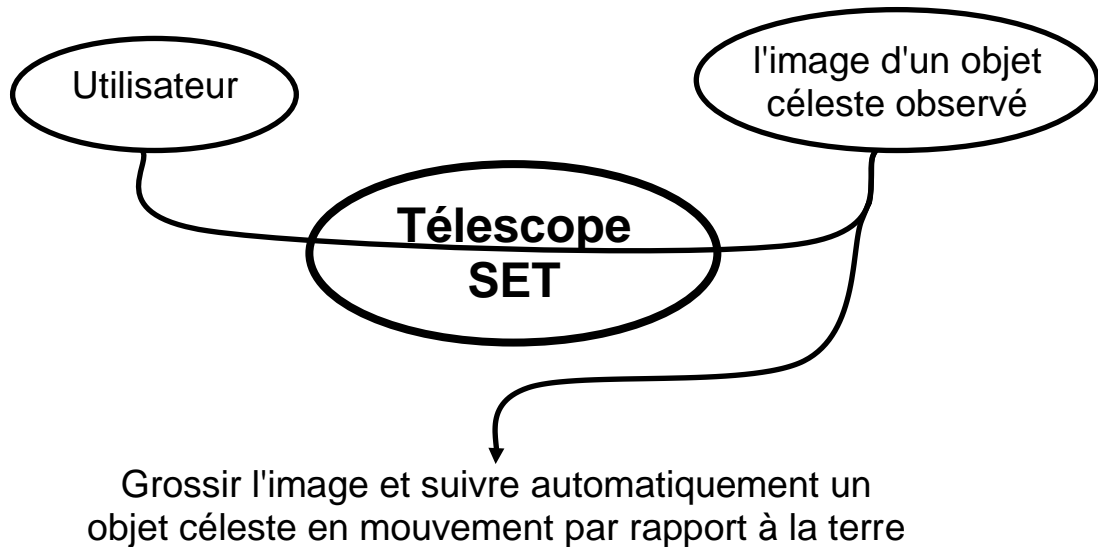 Utilisateur
l'image d'un objet
céleste observé
Télescope
SET
Grossir l'image et suivre automatiquement un
objet céleste en mouvement par rapport à la terre